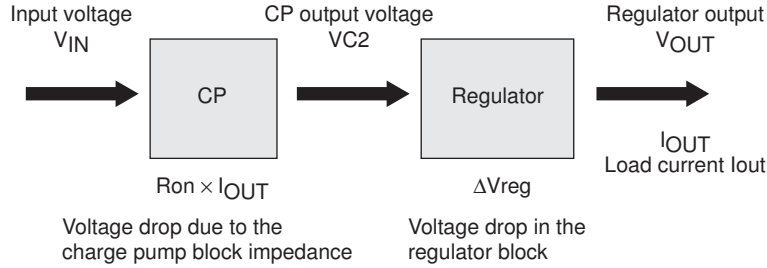 Input voltage
VIN
CP output voltage
VC2
Regulator output
VOUT
CP
Regulator
IOUT
Load current Iout
Ron × IOUT
ΔVreg
Voltage drop due to the
charge pump block impedance
Voltage drop in the
regulator block